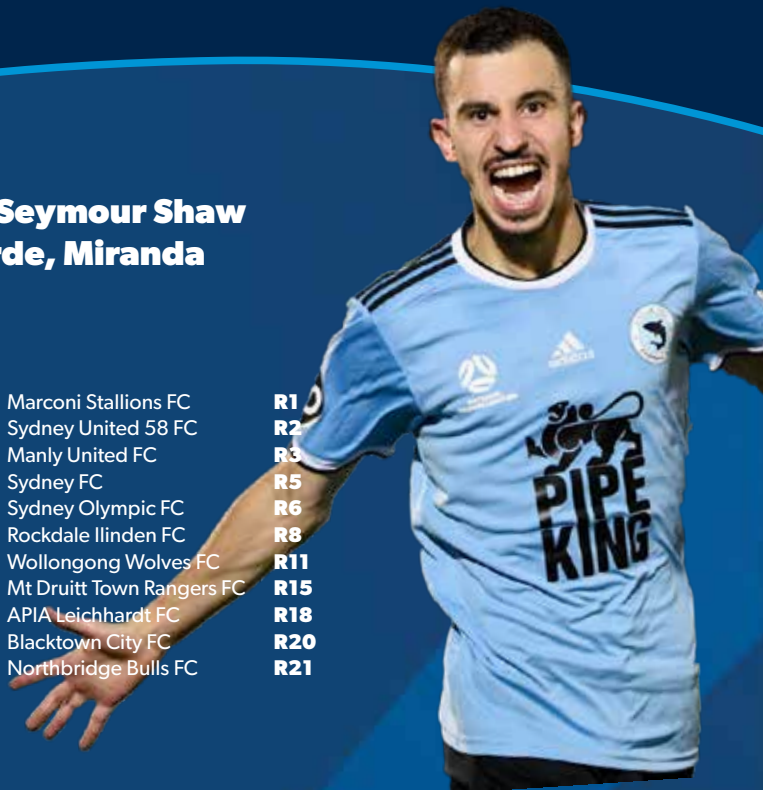 Seymour Shaw
rde, Miranda
Marconi Stallions FC R1
Sydney United 58 FC R2
Manly United FC R3
Sydney FC R5
Sydney Olympic FC R6
Rockdale Ilinden FC R8
Wollongong Wolves FC R11
Mt Druitt Town Rangers FC R15
APIA Leichhardt FC R18
Blacktown City FC R20
Northbridge Bulls FC R21
adidas
PIPE
KING